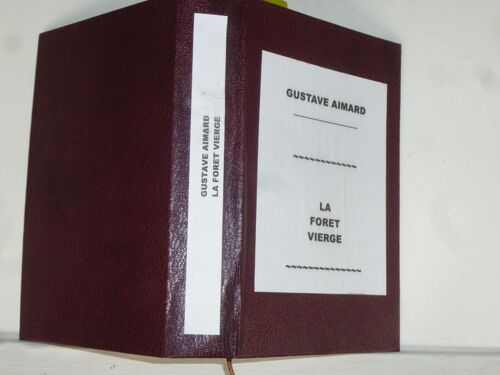 GUSTAVE AIMARD
LA FORET VIERGE
GUSTAVE AIMARD
LA
FORET
VIERGE